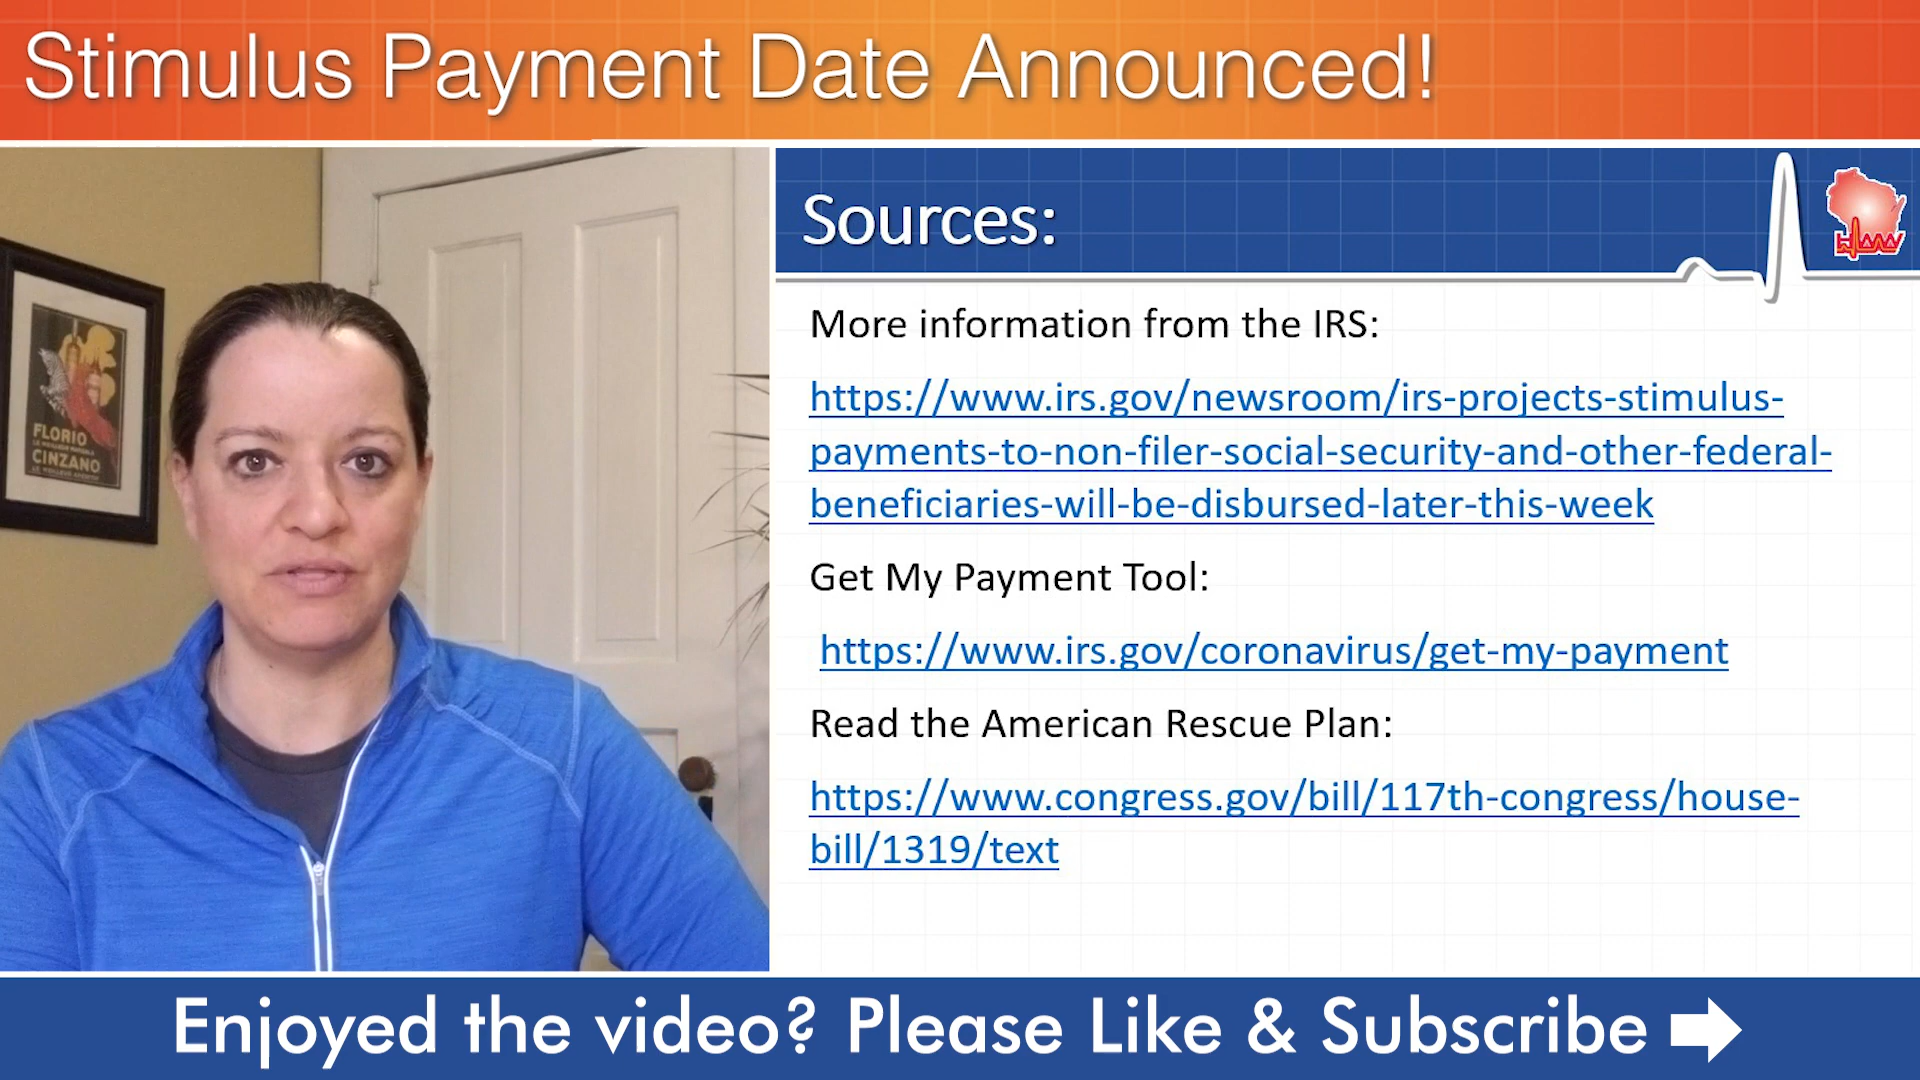 Stimulus Payment Date Announced!
Sources:
More information from the IRS:
https://www.irs.gov/newsroom/irs-projects-stimulus-
payments-to-non-filer-social-security-and-other-federal-
beneficiaries-will-be-disbursed-later-this-week
Get My Payment Tool:
https://www.irs.gov/coronavirus/get-my-payment
Read the American Rescue Plan:
https://www.congress.gov/bill/117th-congress/house-
bill/1319/text
FLORIO
CINZANO
Enjoyed the video? Please Like & Subscribe